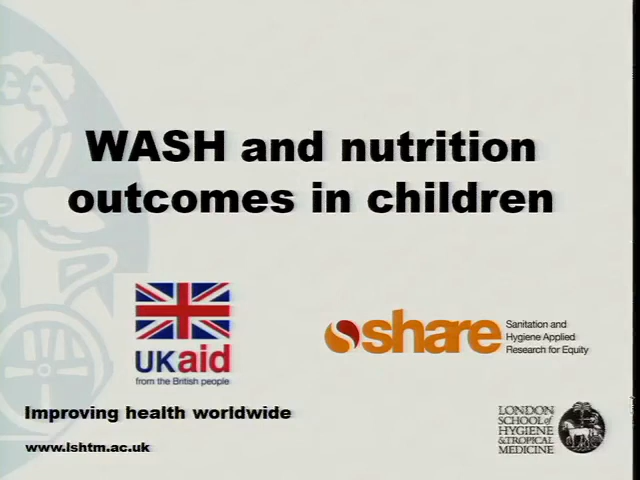 WASH and nutrition
outcomes in children
UKaid
from the British people
share
Sanitation and
Hygiene Applied
Research for Equity
Improving health worldwide
www.lshtm.ac.uk
LONDON
SCHOOL of
HYGIENE
& TROPICAL
MEDICINE